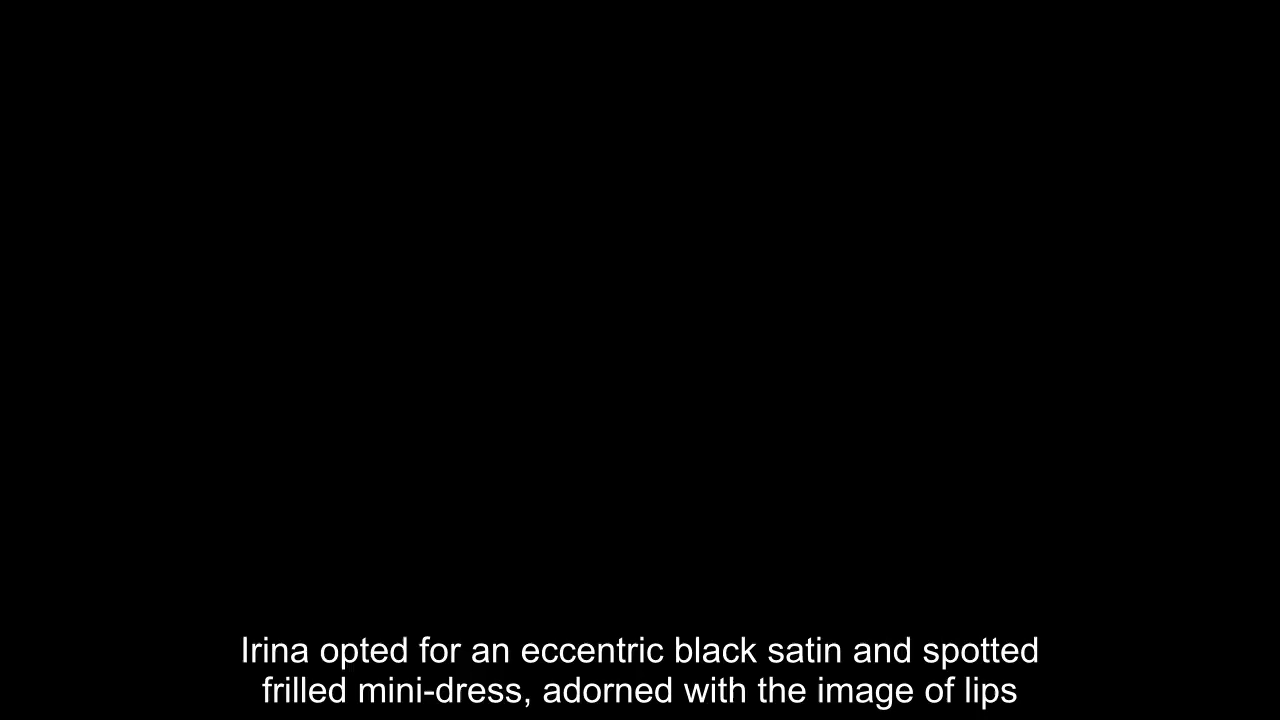 Irina opted for an eccentric black satin and spotted
frilled mini-dress, adorned with the image of lips